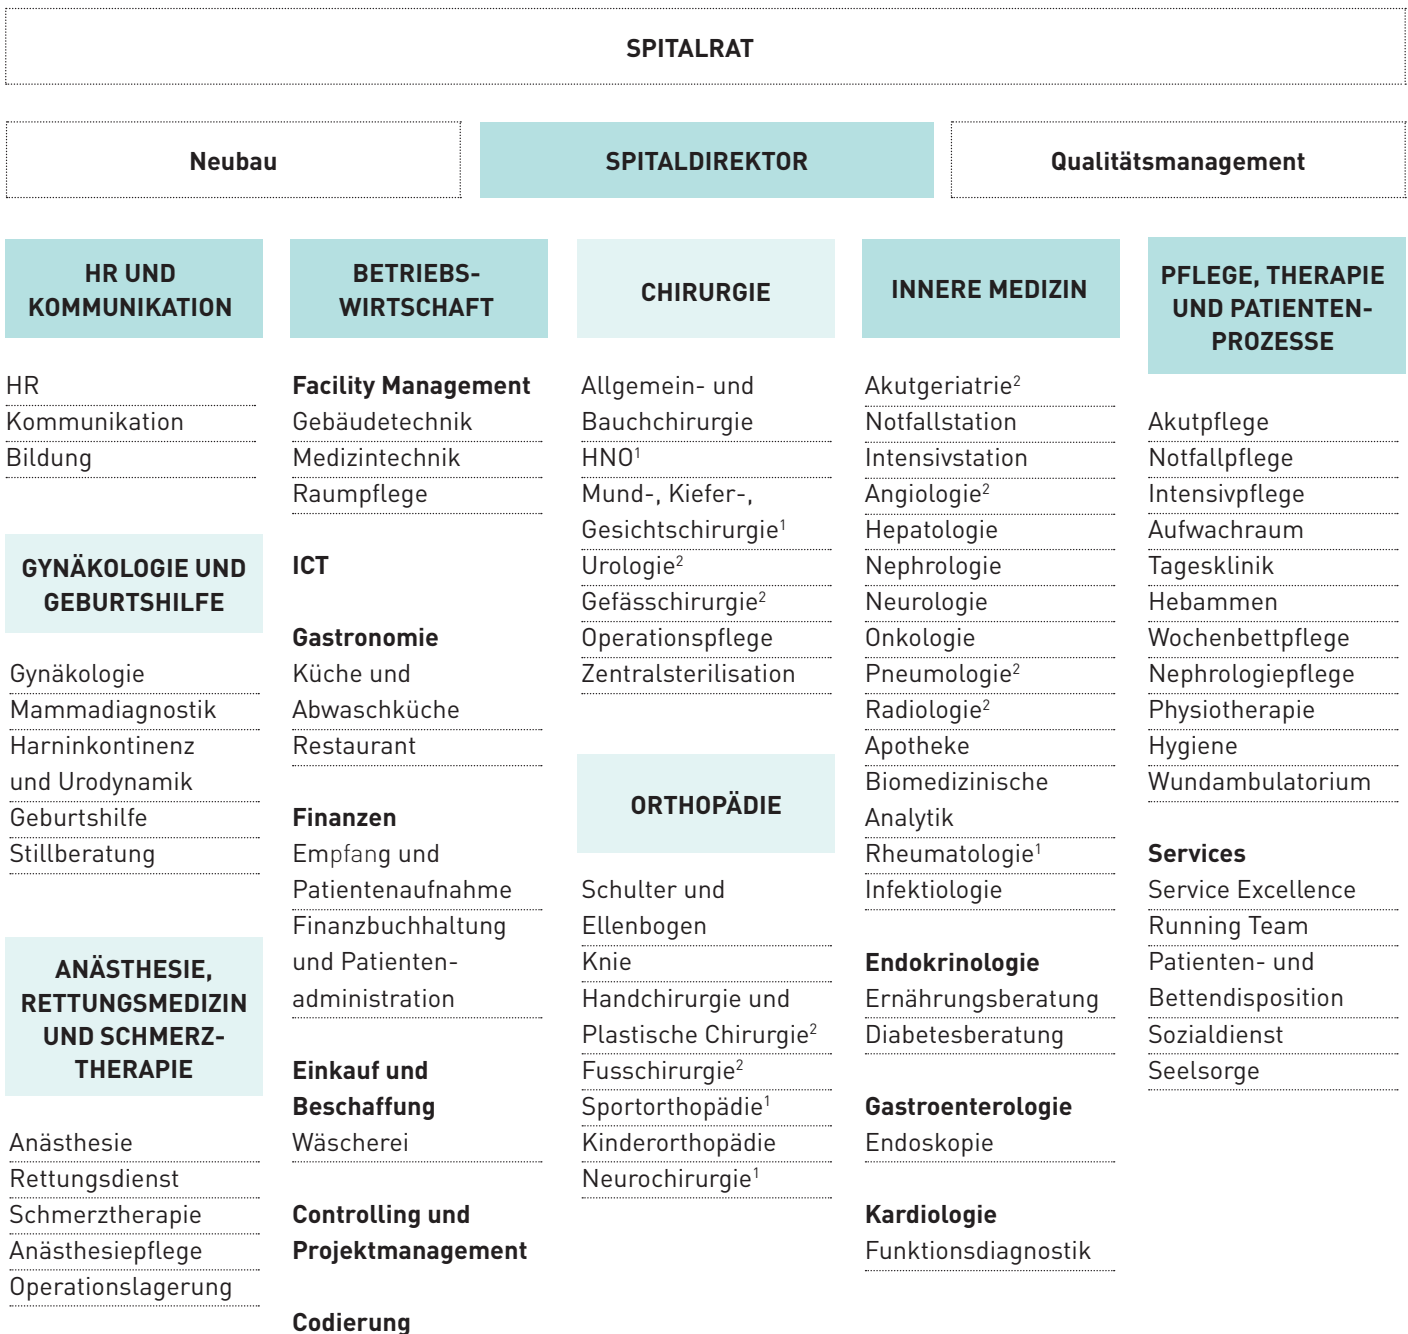 SPITALRAT
Neubau
SPITALDIREKTOR
Qualitätsmanagement
HR UND
KOMMUNIKATION
HR
Kommunikation
Bildung
GYNÄKOLOGIE UND
GEBURTSHILFE
Gynäkologie
Mammadiagnostik
Harninkontinenz
und Urodynamik
Geburtshilfe
Stillberatung
ANÄSTHESIE,
RETTUNGSMEDIZIN
UND SCHMERZ-
THERAPIE
Anästhesie
Rettungsdienst
Schmerztherapie
Anästhesiepflege
Operationslagerung
BETRIEBS-
WIRTSCHAFT
Facility Management
Gebäudetechnik
Medizintechnik
Raumpflege
ICT
Gastronomie
Küche und
Abwaschküche
Restaurant
Finanzen
Empfang und
Patientenaufnahme
Finanzbuchhaltung
und Patienten-
administration
Einkauf und
Beschaffung
Wäscherei
Controlling und
Projektmanagement
Codierung
CHIRURGIE
Allgemein- und
Bauchchirurgie
HNO¹
Mund-, Kiefer-,
Gesichtschirurgie¹
Urologie²
Gefässchirurgie²
Operationspflege
Zentralsterilisation
ORTHOPÄDIE
Schulter und
Ellenbogen
Knie
Handchirurgie und
Plastische Chirurgie²
Fusschirurgie²
Sportorthopädie¹
Kinderorthopädie
Neurochirurgie¹
INNERE MEDIZIN
Akutgeriatrie²
Notfallstation
Intensivstation
Angiologie²
Hepatologie
Nephrologie
Neurologie
Onkologie
Pneumologie²
Radiologie²
Apotheke
Biomedizinische
Analytik
Rheumatologie¹
Infektiologie
Endokrinologie
Ernährungsberatung
Diabetesberatung
Gastroenterologie
Endoskopie
Kardiologie
Funktionsdiagnostik
PFLEGE, THERAPIE
UND PATIENTEN-
PROZESSE
Akutpflege
Notfallpflege
Intensivpflege
Aufwachraum
Tagesklinik
Hebammen
Wochenbettpflege
Nephrologiepflege
Physiotherapie
Hygiene
Wundambulatorium
Services
Service Excellence
Running Team
Patienten- und
Bettendisposition
Sozialdienst
Seelsorge